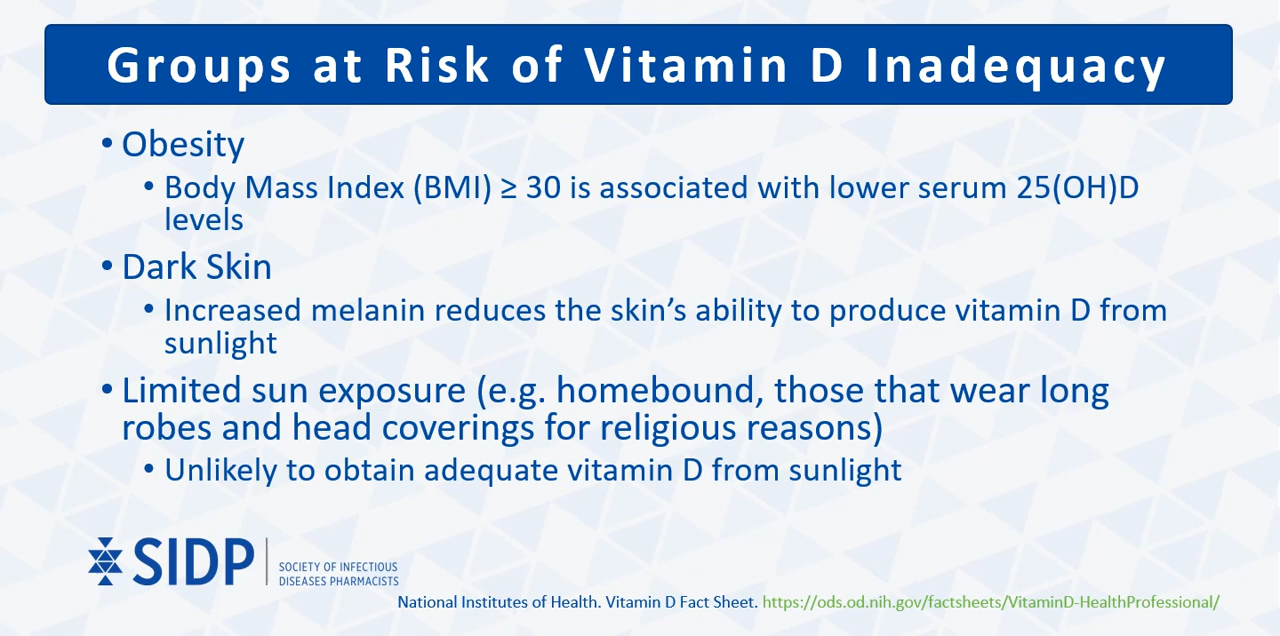 Groups at Risk of Vitamin D Inadequacy
• Obesity
• Body Mass Index (BMI) ≥ 30 is associated with lower serum 25(OH)D
levels
• Dark Skin
• Increased melanin reduces the skin’s ability to produce vitamin D from
sunlight
• Limited sun exposure (e.g. homebound, those that wear long
robes and head coverings for religious reasons)
• Unlikely to obtain adequate vitamin D from sunlight
SIDP
SOCIETY OF INFECTIOUS
DISEASES PHARMACISTS
National Institutes of Health. Vitamin D Fact Sheet. https://ods.od.nih.gov/factsheets/VitaminD-HealthProfessional/